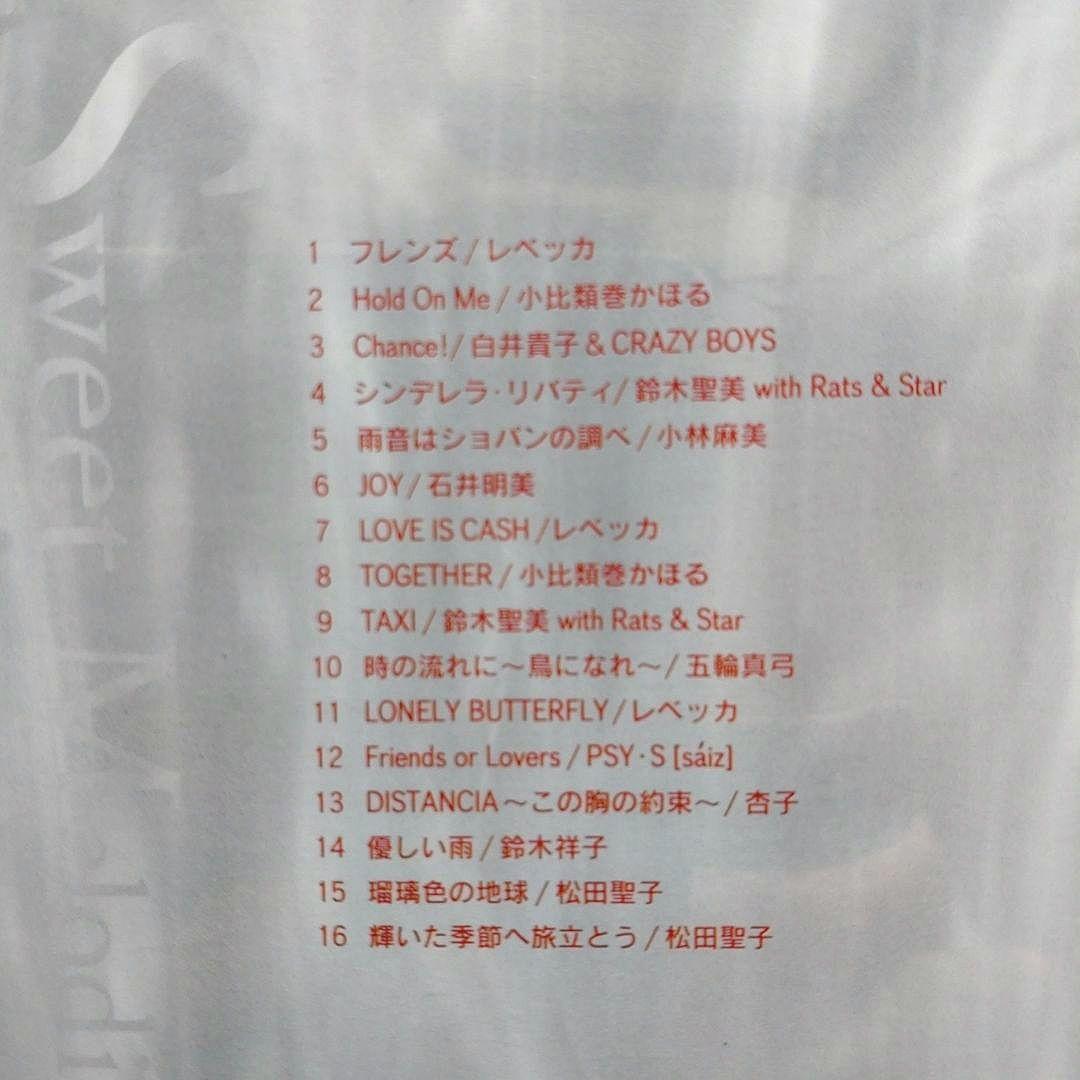 Sweet Melodi
1 フレンズ/レベッカ
2 Hold On Me/小比類巻かほる
3 Chance!/白井貴子&CRAZY BOYS
4 シンデレラ・リバティ/鈴木聖美 with Rats & Star
5 雨音はショパンの調べ/小林麻美
6 JOY/石井明美
7 LOVE IS CASH/レベッカ
8 TOGETHER/小比類巻かほる
9 TAXI/鈴木聖美 with Rats & Star
10 時の流れに～鳥になれ～/五輪真弓
11 LONELY BUTTERFLY/レベッカ
12 Friends or Lovers/PSY・S [sáiz]
13 DISTANCIA～この胸の約束～/杏子
14 優しい雨/鈴木祥子
15 瑠璃色の地球/松田聖子
16 輝いた季節へ旅立とう/松田聖子